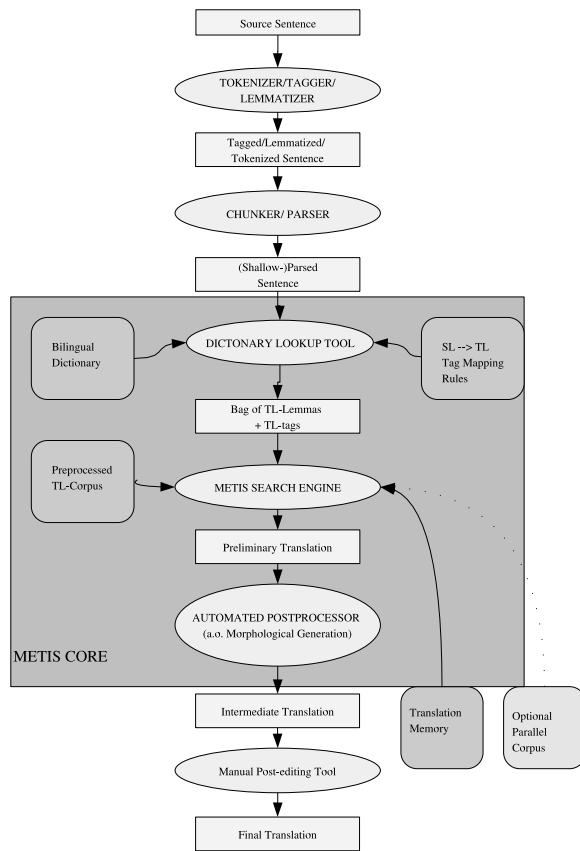 Source Sentence
TOKENIZER/TAGGER/
LEMMATIZER
Tagged/Lemmatized/
Tokenized Sentence
CHUNKER/ PARSER
(Shallow-)Parsed
Sentence
Bilingual
Dictionary
DICTONARY LOOKUP TOOL
SL --> TL
Tag Mapping
Rules
Bag of TL-Lemmas
+ TL-tags
Preprocessed
TL-Corpus
METIS SEARCH ENGINE
Preliminary Translation
AUTOMATED POSTPROCESSOR
(a.o. Morphological Generation)
METIS CORE
Intermediate Translation
Translation
Memory
Optional
Parallel
Corpus
Manual Post-editing Tool
Final Translation